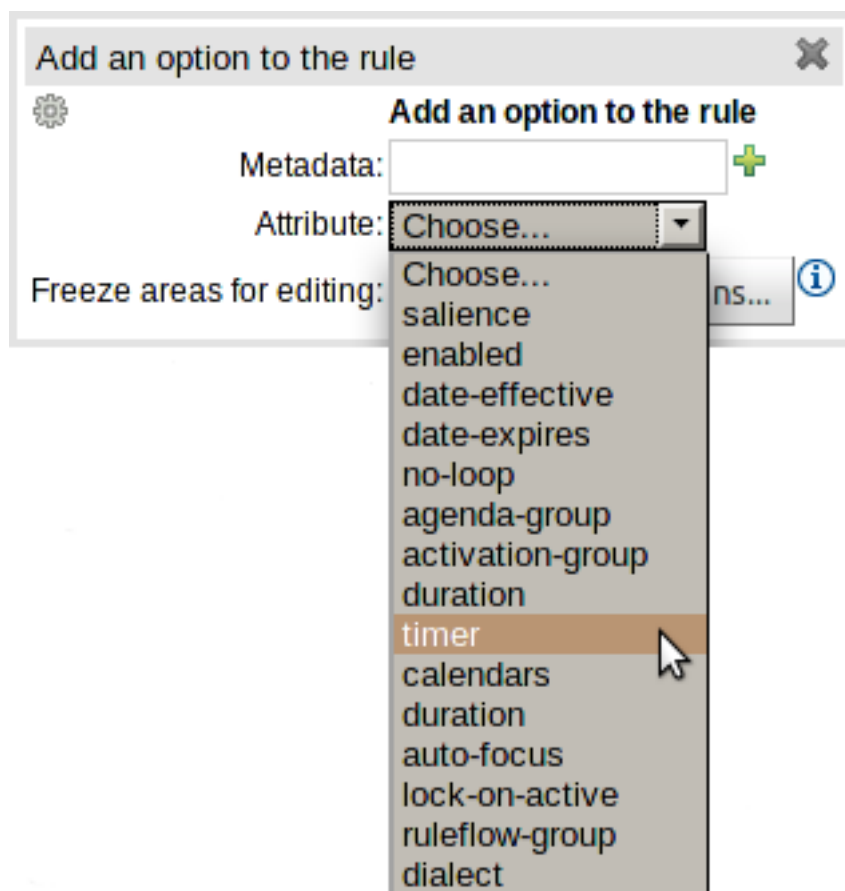 Add an option to the rule
Add an option to the rule
Metadata:
Attribute: Choose...
Choose...
Freeze areas for editing: ns...
salience
enabled
date-effective
date-expires
no-loop
agenda-group
activation-group
duration
timer
calendars
duration
auto-focus
lock-on-active
ruleflow-group
dialect